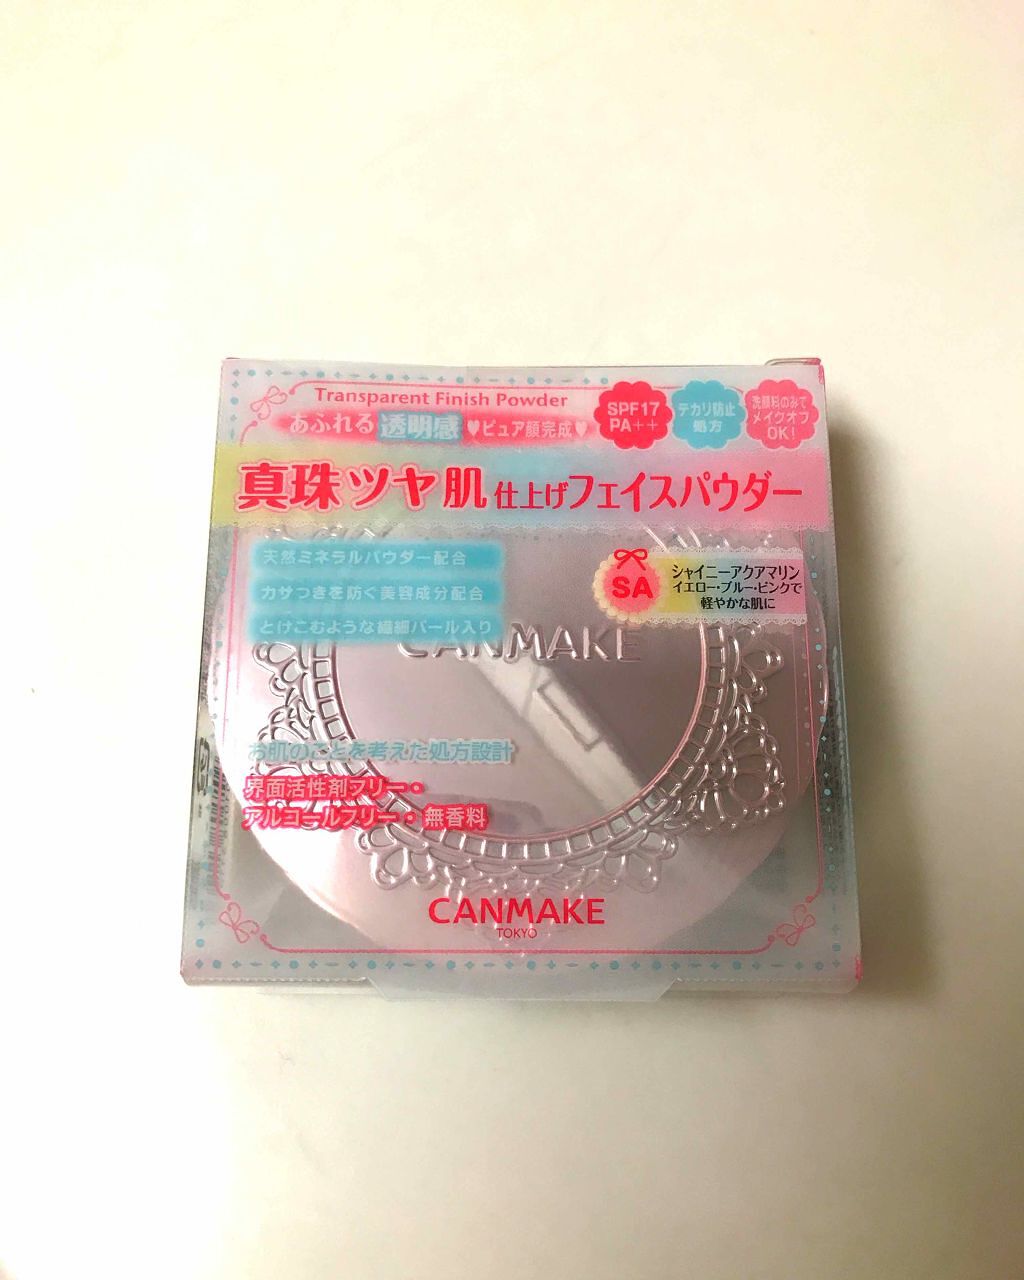 Transparent Finish Powder
あふれる透明感♥ピュア顔完成♥
SPF17
PA++
テカリ防止
処方
洗顔料のみで
メイクオフ
OK!
真珠ツヤ肌仕上げフェイスパウダー
天然ミネラルパウダー配合
カサつきを防ぐ美容成分配合
とけこむような繊細パール入り
SA
シャイニーアクアマリン
イエロー・ブルー・ピンクで
軽やかな肌に
CANMAKE
お肌のことを考えた処方設計
界面活性剤フリー・
アルコールフリー・無香料
CANMAKE
TOKYO